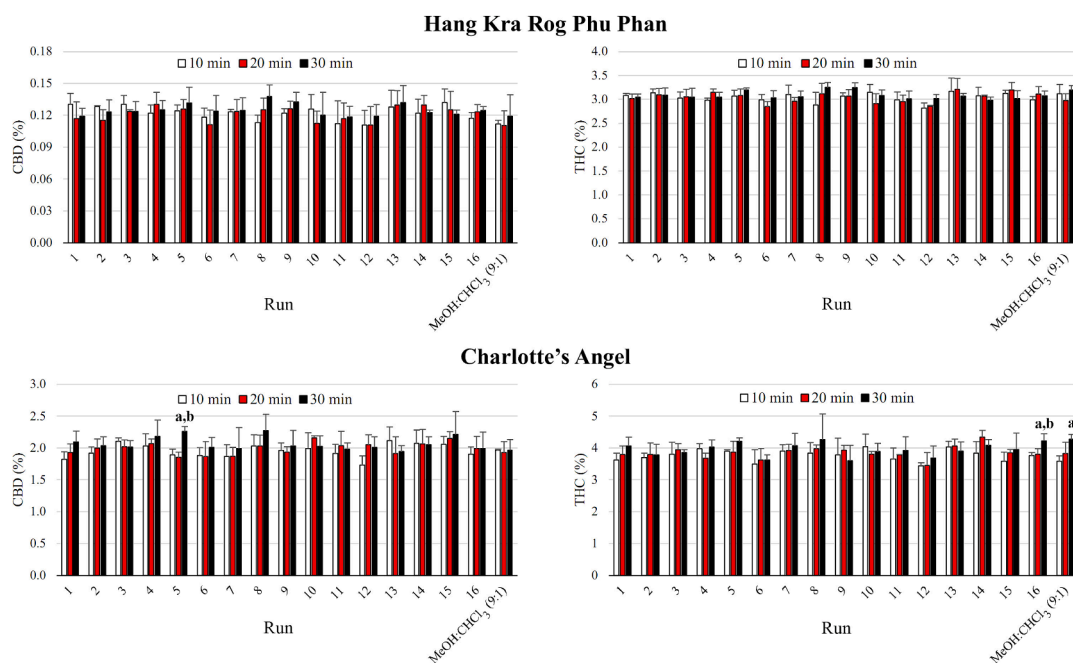 Hang Kra Rog Phu Phan
10 min 20 min 30 min
CBD (%)
0.18
0.15
0.12
0.09
0.06
0.03
0.00
1 2 3 4 5 6 7 8 9 10 11 12 13 14 15 16 MeOH:CHCl₃ (9:1)
Run
10 min 20 min 30 min
THC (%)
4.0
3.5
3.0
2.5
2.0
1.5
1.0
0.5
0.0
1 2 3 4 5 6 7 8 9 10 11 12 13 14 15 16 MeOH:CHCl₃ (9:1)
Run
Charlotte’s Angel
10 min 20 min 30 min
a,b
CBD (%)
2.0
2.5
2.0
1.5
1.0
0.5
0.0
1 2 3 4 5 6 7 8 9 10 11 12 13 14 15 16 MeOH:CHCl₃ (9:1)
Run
10 min 20 min 30 min
a,b a
THC (%)
6
5
4
3
2
1
0
1 2 3 4 5 6 7 8 9 10 11 12 13 14 15 16 MeOH:CHCl₃ (9:1)
Run